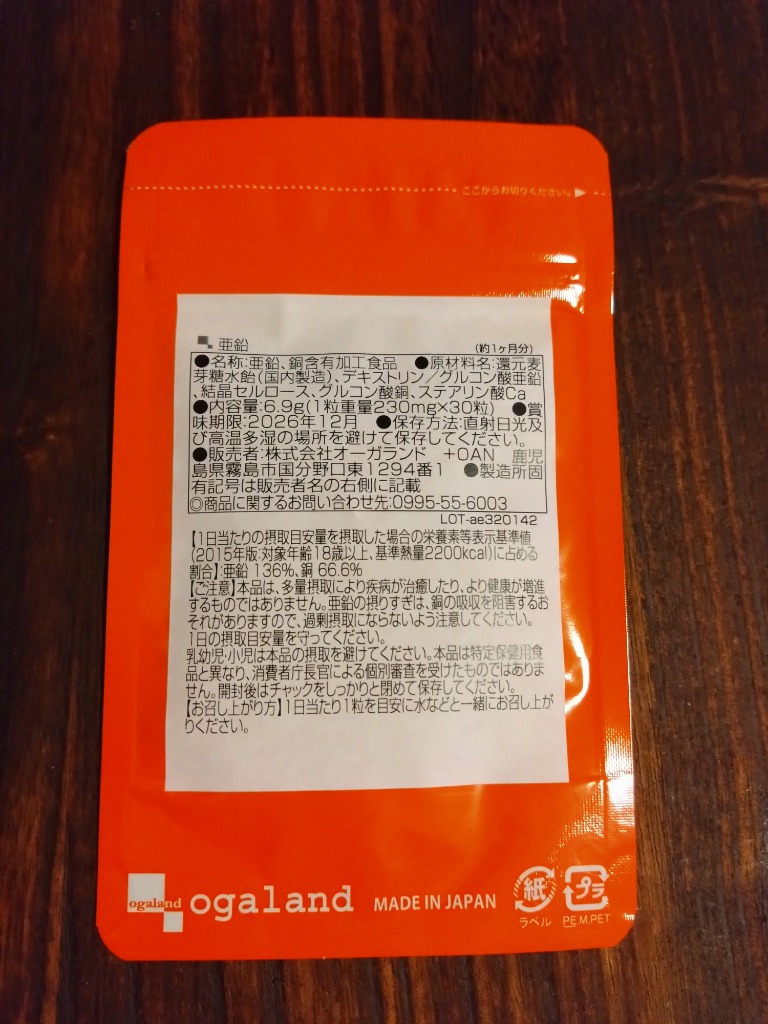 ここからお切りください。▶
亜鉛
(約1ヶ月分)
●名称:亜鉛、銅含有加工食品 ●原材料名:還元麦
芽糖水飴(国内製造)、デキストリン／グルコン酸亜鉛
、結晶セルロース、グルコン酸銅、ステアリン酸Ca
●内容量:6.9g(1粒重量230mg×30粒) ●賞
味期限:2026年12月 ●保存方法:直射日光及
び高温多湿の場所を避けて保存してください。
●販売者:株式会社オーガランド +OAN 鹿児
島県霧島市国分野口東1294番1 ●製造所固
有記号は販売者名の右側に記載
◎商品に関するお問い合わせ先:0995-55-6003
LOT-ae320142
【1日当たりの摂取目安量を摂取した場合の栄養素等表示基準値
(2015年版:対象年齢18歳以上、基準熱量2200kcal)に占める
割合】:亜鉛 136%、銅 66.6%
【ご注意】本品は、多量摂取により疾病が治癒したり、より健康が増進
するものではありません。亜鉛の摂りすぎは、銅の吸収を阻害するお
それがありますので、過剰摂取にならないよう注意してください。
1日の摂取目安量を守ってください。
乳幼児・小児は本品の摂取を避けてください。本品は特定保健用食
品と異なり、消費者庁長官による個別審査を受けたものではありま
せん。開封後はチャックをしっかりと閉めて保存してください。
【お召し上がり方】1日当たり1粒を目安に水などと一緒にお召し上が
りください。
ogaland ogaland MADE IN JAPAN 紙 プラ
ラベル PE.M.PET